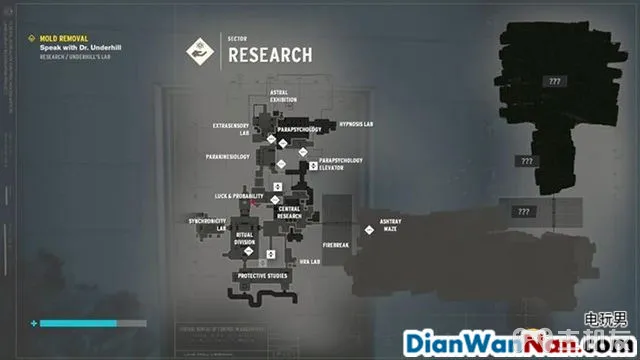 MOLD REMOVAL
Speak with Dr. Underhill
RESEARCH / UNDERHILL'S LAB
SECTOR
RESEARCH
???
ASTRAL
EXHIBITION
EXTRASENSORY
LAB
PARAPSYCHOLOGY
HYPNOSIS LAB
PARAKINESIOLOGY
PARAPSYCHOLOGY
ELEVATOR
???
LUCK & PROBABILITY
CENTRAL
RESEARCH
???
SYNCHRONICITY
LAB
RITUAL
DIVISION
FIREBREAK
ASHTRAY
MAZE
HRA LAB
PROTECTIVE STUDIES
电玩男
DianWanNan.com